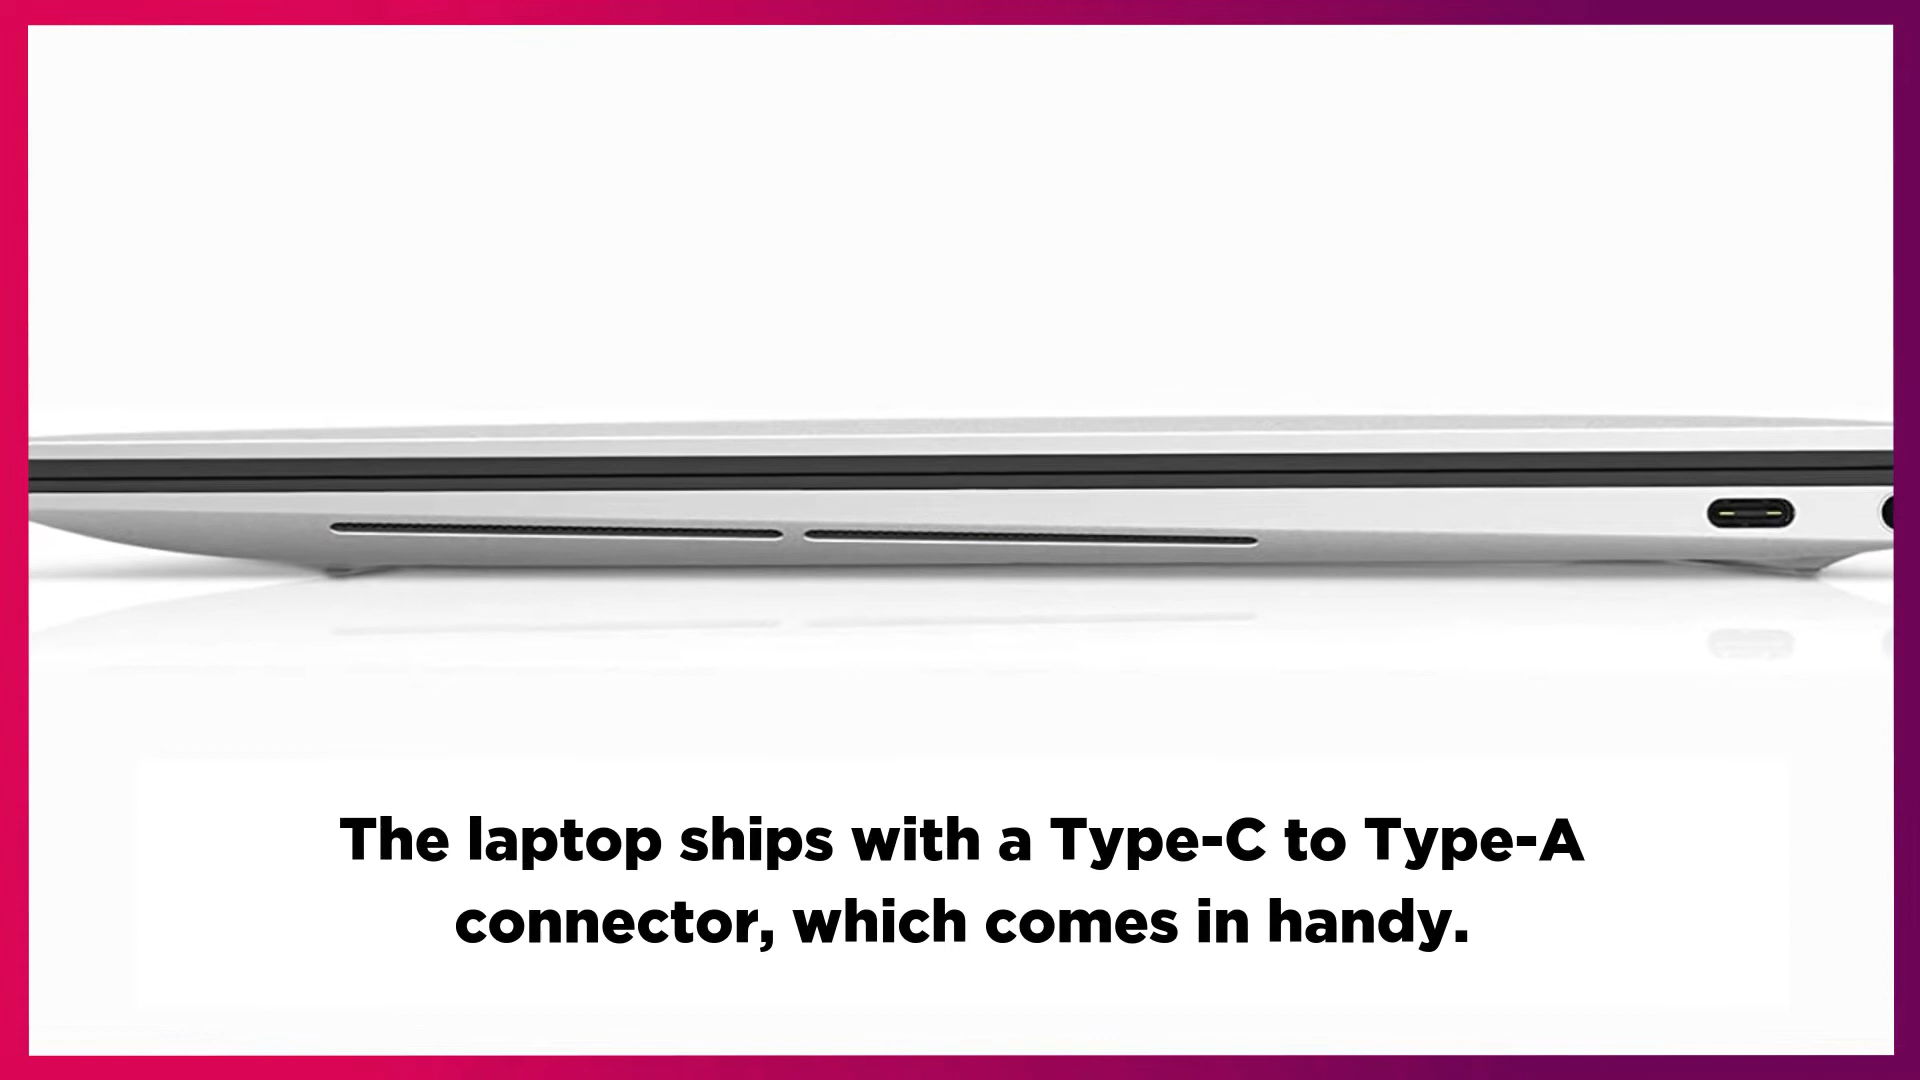 The laptop ships with a Type-C to Type-A
connector, which comes in handy.